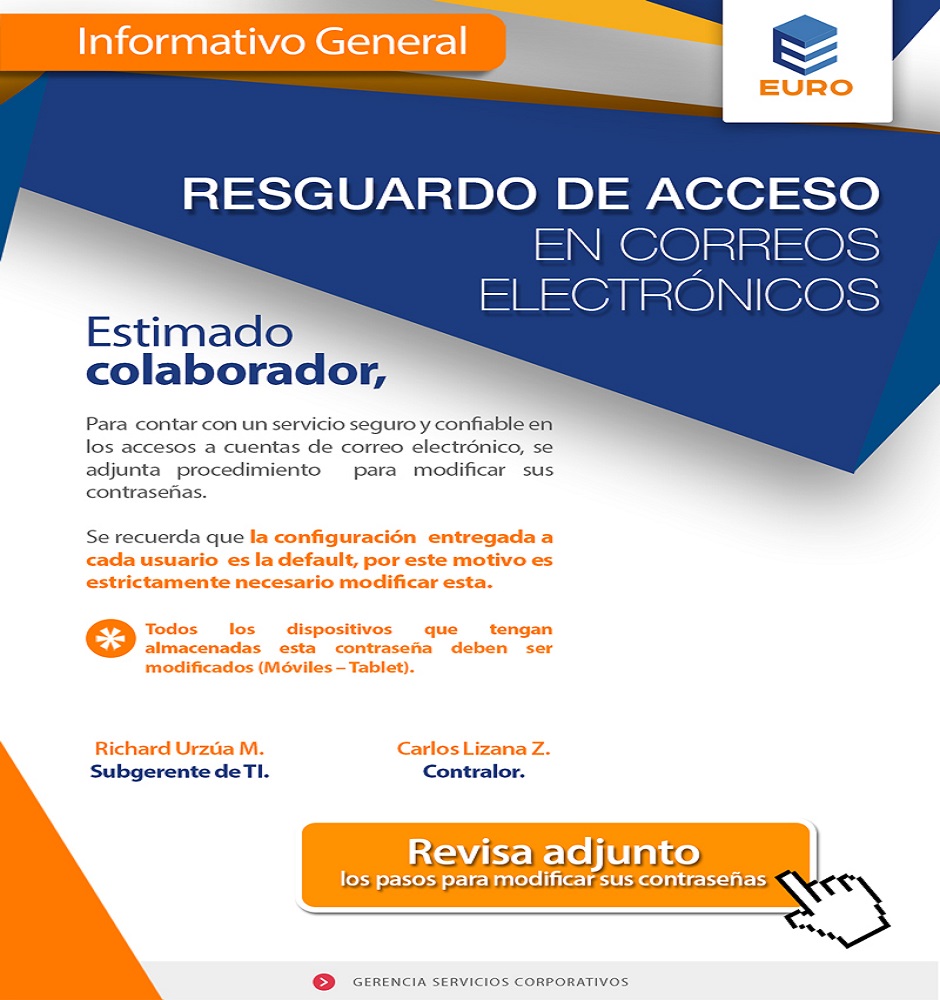 Informativo General
EURO
RESGUARDO DE ACCESO
EN CORREOS
ELECTRÓNICOS
Estimado
colaborador,
Para contar con un servicio seguro y confiable en
los accesos a cuentas de correo electrónico, se
adjunta procedimiento para modificar sus
contraseñas.
Se recuerda que la configuración entregada a
cada usuario es la default, por este motivo es
estrictamente necesario modificar esta.
* Todos los dispositivos que tengan
almacenadas esta contraseña deben ser
modificados (Móviles – Tablet).
Richard Urzúa M. Carlos Lizana Z.
Subgerente de TI. Contralor.
Revisa adjunto
los pasos para modificar sus contraseñas
GERENCIA SERVICIOS CORPORATIVOS